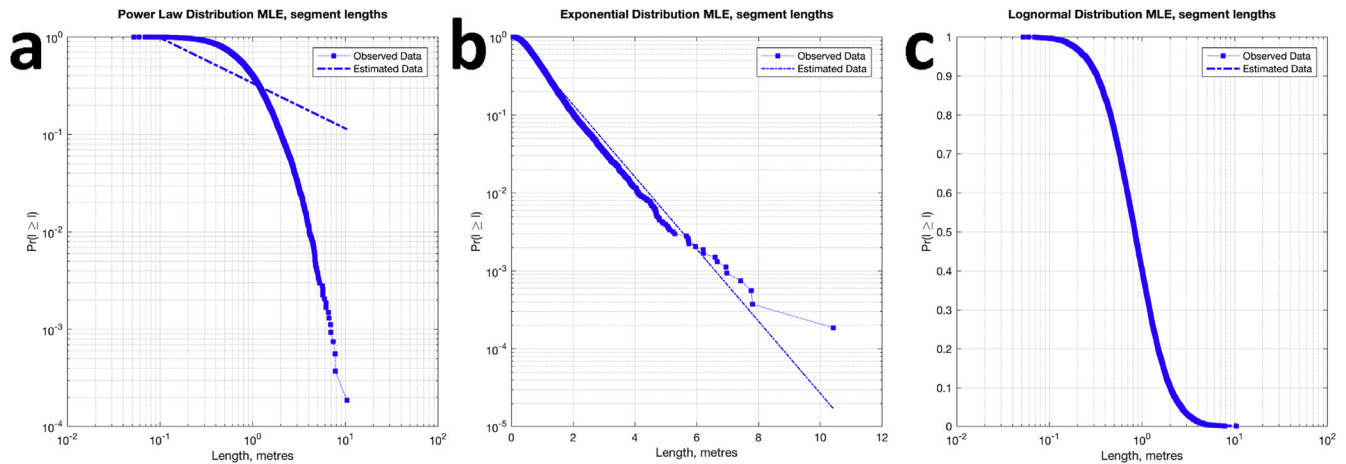 a
Power Law Distribution MLE, segment lengths
Observed Data
Estimated Data
Pr(l ≥ l)
10^0
10^-1
10^-2
10^-3
10^-4
10^-2 10^-1 10^0 10^1 10^2
Length, metres
b
Exponential Distribution MLE, segment lengths
Observed Data
Estimated Data
Pr(l ≥ l)
10^0
10^-1
10^-2
10^-3
10^-4
10^-5
0 2 4 6 8 10 12
Length, metres
c
Lognormal Distribution MLE, segment lengths
Observed Data
Estimated Data
Pr(l ≥ l)
1
0.9
0.8
0.7
0.6
0.5
0.4
0.3
0.2
0.1
0
10^-2 10^-1 10^0 10^1 10^2
Length, metres